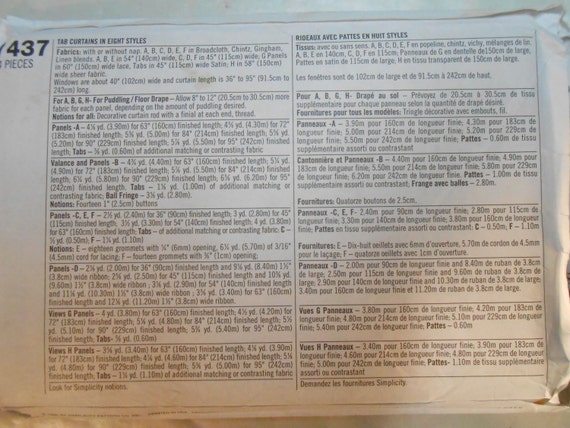 7437
PIECES
TAB CURTAINS IN EIGHT STYLES
Fabrics: with or without nap. A, B, C, D, E, F in Broadcloth, Chintz, Gingham,
Linen blends. A, B, E in 54" (140cm) wide; C, D, F in 45" (115cm) wide; G Panels
in 60" (150cm) wide lace, Tabs in 45" (115cm) wide Satin; H in 58" (150cm)
wide sheer fabric.
Windows are about 40" (102cm) wide and curtain length is 36" to 95" (91.5cm to
242cm) long.
For A, B, G, H- For Puddling / Floor Drape – Allow 8" to 12" (20.5cm to 30.5cm) more
fabric for each panel, depending on the amount of puddling desired.
Notions for all: Decorative curtain rod with a finial at each end, thread.
Panels -A – 4¼ yd. (3.90m) for 63" (160cm) finished length; 4¾ yd. (4.30m) for 72"
(183cm) finished length; 5⅜ yd. (5.00m) for 84" (214cm) finished length; 5¾ yd.
(5.20m) for 90" (229cm) finished length; 5⅞ yd. (5.50m) for 95" (242cm) finished
length. Tabs – ⅝ yd. (0.60m) of additional matching or contrasting fabric
Valance and Panels -B – 4¾ yd. (4.40m) for 63" (160cm) finished length; 5¼ yd.
(4.90m) for 72" (183cm) finished length; 5⅞ yd. (5.50m) for 84" (214cm) finished
length; 6¼ yd. (5.80m) for 90" (229cm) finished length; 6¾ yd. (6.20m) for 95"
(242cm) finished length. Tabs – 1⅛ yd. (1.00m) of additional matching or
contrasting fabric. Ball Fringe – 3⅛ yd. (2.80m).
Notions: Fourteen 1" (2.5cm) buttons
Panels -C, E, F – 2½ yd. (2.40m) for 36" (90cm) finished length; 3 yd. (2.80m) for 45"
(115cm) finished length; 3½ yd. (3.30m) for 54" (140cm) finished length; 4 yd. (3.80m)
for 63" (160cm) finished length; Tabs – of additional matching or contrasting fabric: C –
½ yd. (0.50m); F – 1¼ yd. (1.10m)
Notions: E – eighteen grommets with ¼" (6mm) opening, 6¼ yd. (5.70m) of 3/16"
(4.5mm) cord for lacing; F – fourteen grommets with ⅜" (1cm) opening.
Panels -D – 2¼ yd. (2.00m) for 36" (90cm) finished length and 9¼ yd. (8.40m) 1½"
(3.8cm) wide ribbon; 2¾ yd. (2.50m) for 45" (115cm) finished length and 10½ yd.
(9.60m) 1½" (3.8cm) wide ribbon ; 3¼ yd. (2.90m) for 54" (140cm) finished length
and 11¼ yd. (10.30m) 1½" (3.8cm) wide ribbon ; 3¾ yd. (3.40m) for 63" (160cm)
finished length and 12¼ yd. (11.20m) 1½" (3.8cm) wide ribbon.
Views G Panels – 4 yd. (3.80m) for 63" (160cm) finished length; 4½ yd. (4.20m) for
72" (183cm) finished length; 5¼ yd. (4.80m) for 84" (214cm) finished length; 5½
yd. (5.10m) for 90" (229cm) finished length; 5⅞ yd. (5.40m) for 95" (242cm)
finished length; Tabs- ⅝ yd. (0.60m)
Views H Panels – 3¾ yd. (3.40m) for 63" (160cm) finished length; 4¼ yd. (3.90m)
for 72" (183cm) finished length; 4⅞ yd. (4.60m) for 84" (214cm) finished length; 5¼
yd. (4.80m) for 90" (229cm) finished length; 5⅜ yd. (5.00m) for 95" (242cm)
finished length; Tabs – 1¼ yd. (1.10m) of additional matching or contrasting fabric
Look for Simplicity notions.
RIDEAUX AVEC PATTES EN HUIT STYLES
Tissus: avec ou sans sens. A, B, C, D, E, F en popeline, chintz, vichy, mélanges de lin.
A, B, E en 140cm, C, D, F en 115cm; Panneaux de G en dentelle de150cm de large,
Pattes en satin de 115cm de large, H en tissu transparent de 150cm de large.
Les fenêtres sont de 102cm de large et de 91.5cm à 242cm de haut.
Pour A, B, G, H- Drapé au sol – Prévoyez de 20.5cm à 30.5cm de tissu
supplémentaire pour chaque panneau selon la quantité de drapé désiré.
Fournitures pour tous les modèles: Tringle décorative avec embouts, fil.
Panneaux -A – 3.90m pour 160cm de longueur finie; 4.30m pour 183cm de
longueur finie; 5.00m pour 214cm de longueur finie; 5.20m pour 229cm de
longueur finie; 5.50m pour 242cm de longueur finie; Pattes – 0.60m de tissu
supplémentaire assorti ou contrastant
Cantonnière et Panneaux -B – 4.40m pour 160cm de longueur finie; 4.90m pour
183cm de longueur finie; 5.50m pour 214cm de longueur finie; 5.80m pour 229cm
de longueur finie; 6.20m pour 242cm de longueur finie; Pattes – 1.00m de tissu
supplémentaire assorti ou contrastant; Frange avec balles – 2.80m.
Fournitures: Quatorze boutons de 2.5cm.
Panneaux -C, E, F- 2.40m pour 90cm de longueur finie; 2.80m pour 115cm de
longueur finie; 3.30m pour 140cm de longueur finie; 3.80m pour 160cm de longueur
finie; Pattes en tissu supplémentaire assorti ou contrastant; C – 0.50m; F – 1.10m
Fournitures: E – Dix-huit oeillets avec 6mm d'ouverture, 5.70m de cordon de 4.5mm
pour le laçage; F – quatorze oeillets avec 1cm d'ouverture.
Panneaux -D – 2.00m pour 90cm de longueur finie et 8.40m de ruban de 3.8cm
de large; 2.50m pour 115cm de longueur finie et 9.60m de ruban de 3.8cm de
large; 2.90m pour 140cm de longueur finie et 10.30m de ruban de 3.8cm de large;
3.40m pour 160cm de longueur finie et 11.20m de ruban de 3.8cm de large.
Vues G Panneaux – 3.80m pour 160cm de longueur finie; 4.20m pour 183cm
de longueur finie; 4.80m pour 214cm de longueur finie; 5.10m pour 229cm de longueur
finie; 5.40m pour 242cm de longueur finie; Pattes – 0.60m
Vues H Panneaux – 3.40m pour 160cm de longueur finie; 3.90m pour 183cm de
longueur finie; 4.60m pour 214cm de longueur finie; 4.80m pour 229cm de longueur
finie; 5.00m pour 242cm de longueur finie; Pattes- 1.10m de tissu supplémentaire
assorti ou contrastant
Demandez les fournitures Simplicity.